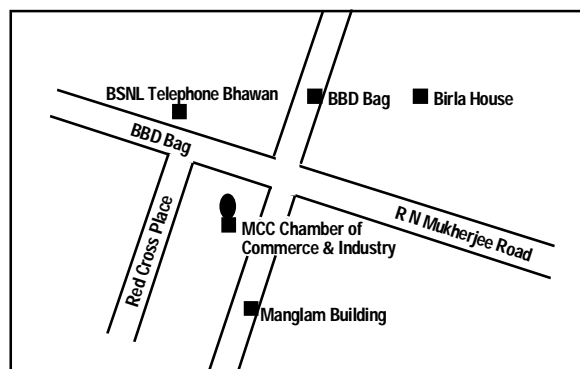 BSNL Telephone Bhawan
BBD Bag
Birla House
BBD Bag
R N Mukherjee Road
Red Cross Place
MCC Chamber of
Commerce & Industry
Manglam Building